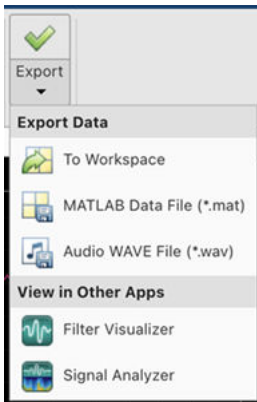 Export
Export Data
To Workspace
MATLAB Data File (*.mat)
Audio WAVE File (*.wav)
View in Other Apps
Filter Visualizer
Signal Analyzer